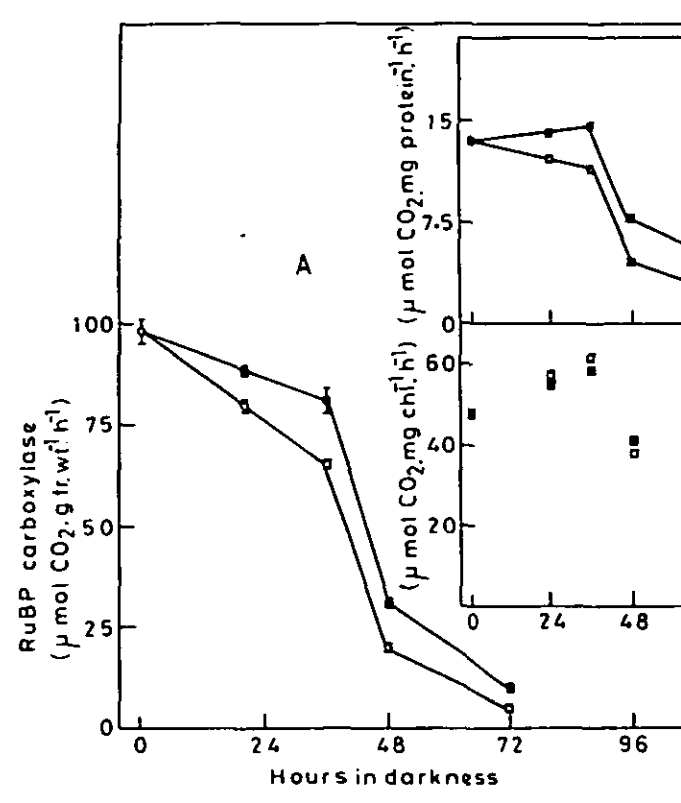 (μ mol CO2.mg protein-1.h-1)
15
7.5
0
A
(μ mol CO2.mg chl-1.h-1)
60
40
20
0 24 48
RuBP carboxylase
(μ mol CO2.g fr.wt-1.h-1)
100
75
50
25
0
0 24 48 72 96
Hours in darkness